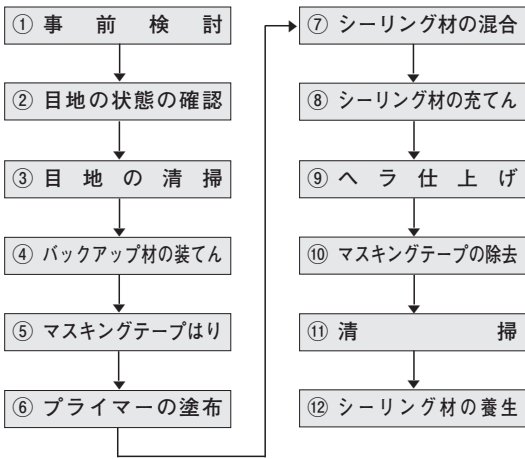 ① 事前検討
② 目地の状態の確認
③ 目地の清掃
④ バックアップ材の装てん
⑤ マスキングテープはり
⑥ プライマーの塗布
⑦ シーリング材の混合
⑧ シーリング材の充てん
⑨ ヘラ仕上げ
⑩ マスキングテープの除去
⑪ 清掃
⑫ シーリング材の養生